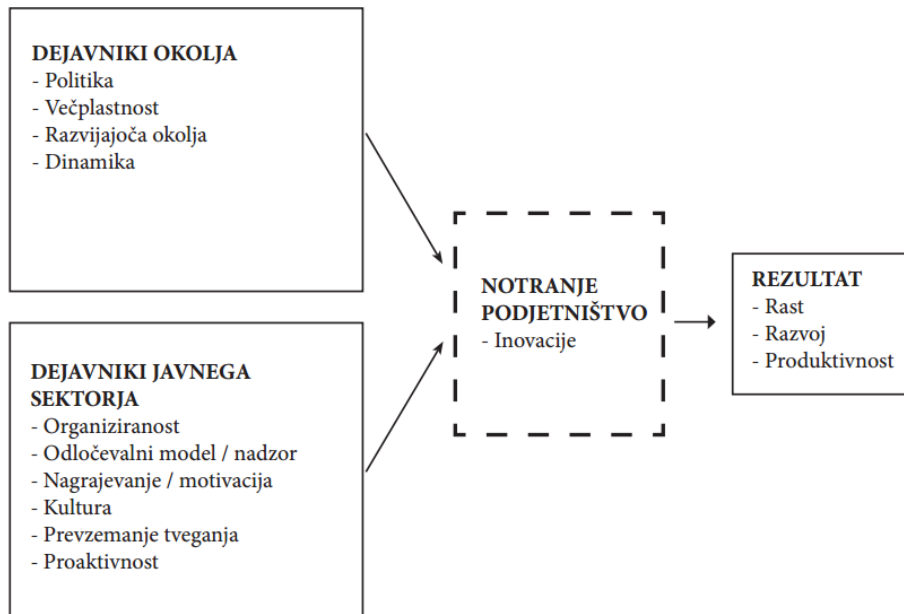 DEJAVNIKI OKOLJA
- Politika
- Večplastnost
- Razvijajoča okolja
- Dinamika
DEJAVNIKI JAVNEGA
SEKTORJA
- Organiziranost
- Odločevalni model / nadzor
- Nagrajevanje / motivacija
- Kultura
- Prevzemanje tveganja
- Proaktivnost
NOTRANJE
PODJETNIŠTVO
- Inovacije
REZULTAT
- Rast
- Razvoj
- Produktivnost